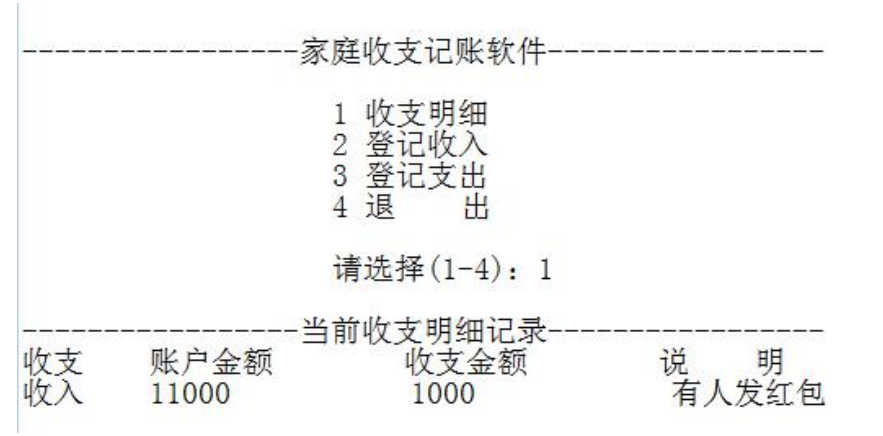 -----------------家庭收支记账软件-----------------
1 收支明细
2 登记收入
3 登记支出
4 退    出
请选择(1-4)：1
-----------------当前收支明细记录-----------------
收支    账户金额    收支金额    说    明
收入    11000    1000    有人发红包